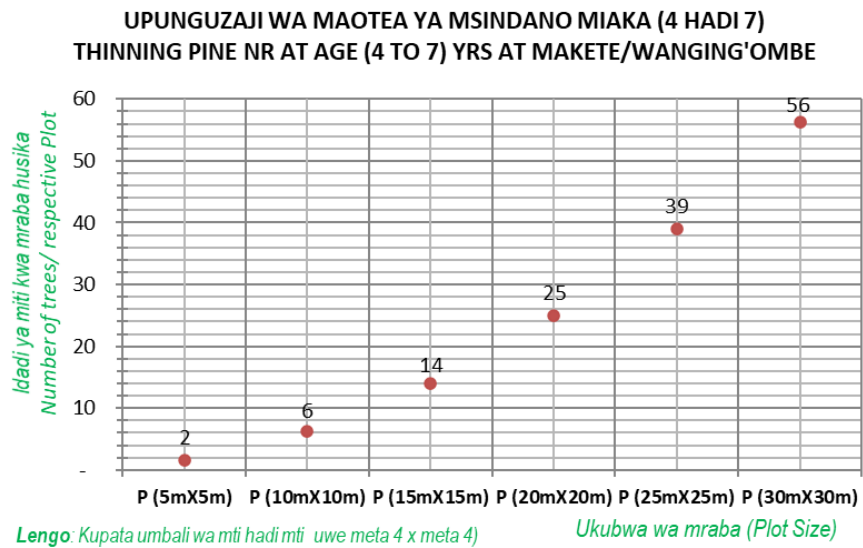 UPUNGUZAJI WA MAOTEA YA MSINDANO MIAKA (4 HADI 7)
THINNING PINE NR AT AGE (4 TO 7) YRS AT MAKETE/WANGING'OMBE
Idadi ya miti kwa mraba husika
Number of trees/ respective Plot
60
50
40
30
20
10
-
2
6
14
25
39
56
P (5mX5m) P (10mX10m) P (15mX15m) P (20mX20m) P (25mX25m) P (30mX30m)
Lengo: Kupata umbali wa mti hadi mti uwe meta 4 x meta 4)
Ukubwa wa mraba (Plot Size)